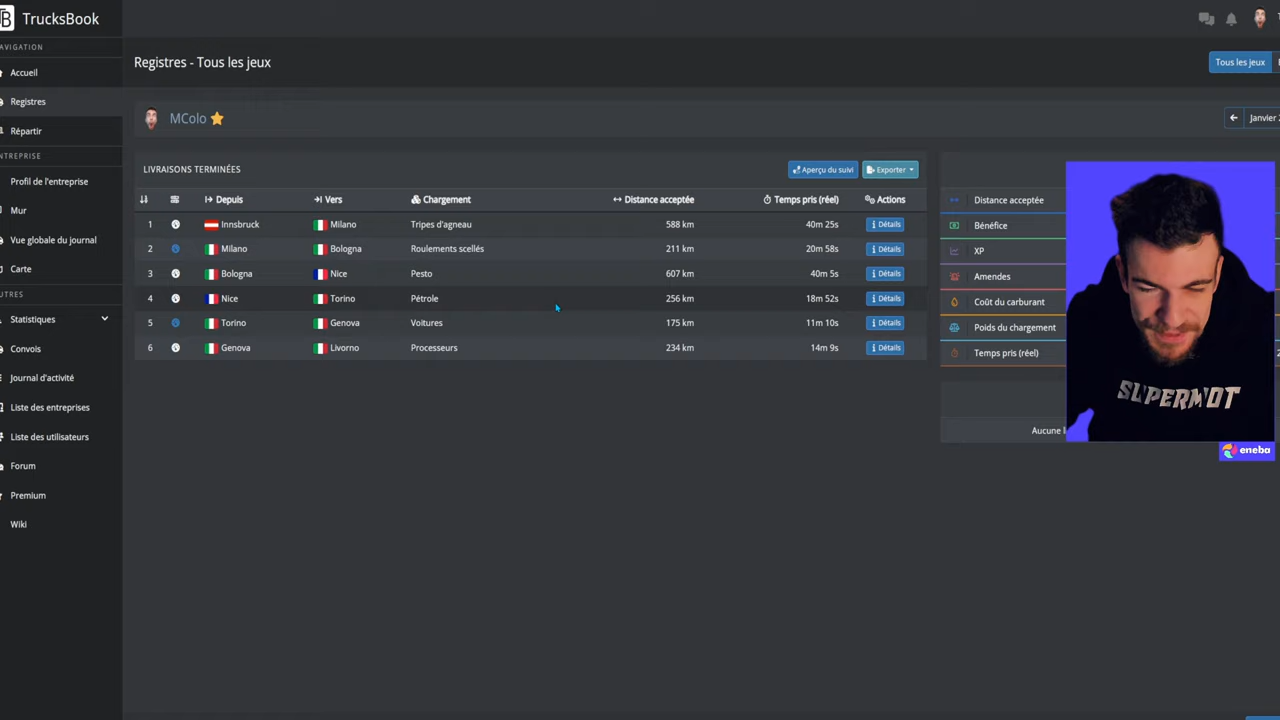 TrucksBook
Registres - Tous les jeux
Tous les jeux
Accueil
Registres
Répartir
Profil de l'entreprise
Mur
Vue globale du journal
Carte
Statistiques
Convois
Journal d'activité
Liste des entreprises
Liste des utilisateurs
Forum
Premium
Wiki
MColo
Janvier
LIVRAISONS TERMINÉES
Aperçu du suivi
Exporter
Depuis Vers Chargement Distance acceptée Temps pris (réel) Actions
1 Innsbruck Milano Tripes d'agneau 588 km 40m 25s Détails
2 Milano Bologna Roulements scellés 211 km 20m 58s Détails
3 Bologna Nice Pesto 607 km 40m 5s Détails
4 Nice Torino Pétrole 256 km 18m 52s Détails
5 Torino Genova Voitures 175 km 11m 10s Détails
6 Genova Livorno Processeurs 234 km 14m 9s Détails
Distance acceptée
Bénéfice
XP
Amendes
Coût du carburant
Poids du chargement
Temps pris (réel)
Aucune
SUPERMOT
eneba